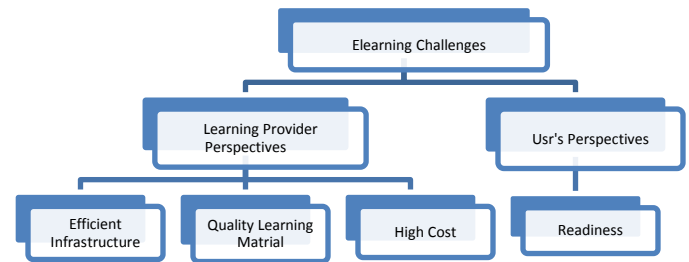 Elearning Challenges
Learning Provider
Perspectives
Usr's Perspectives
Efficient
Infrastructure
Quality Learning
Matrial
High Cost
Readiness